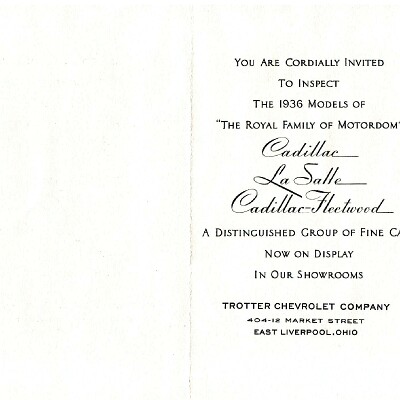 You Are Cordially Invited
To Inspect
The 1936 Models of
"The Royal Family of Motordom"
Cadillac
La Salle
Cadillac-Fleetwood
A Distinguished Group of Fine Ca
Now on Display
In Our Showrooms
TROTTER CHEVROLET COMPANY
404-12 MARKET STREET
EAST LIVERPOOL, OHIO